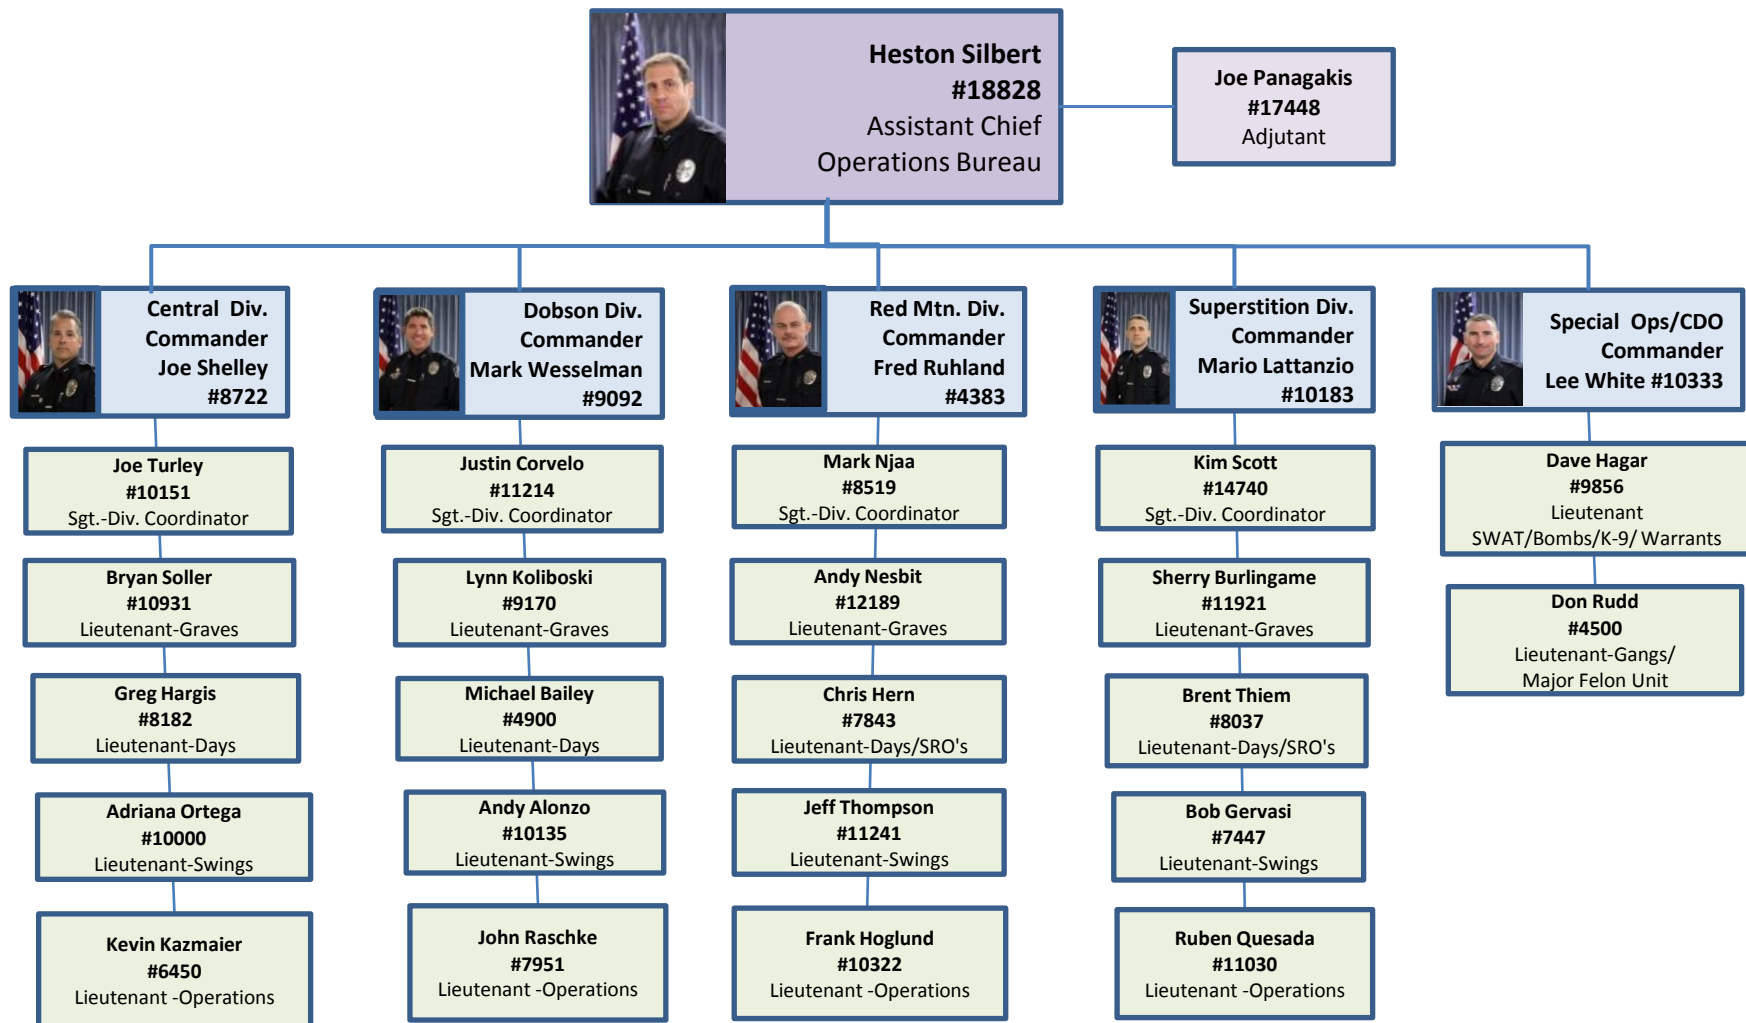 Heston Silbert
#18828
Assistant Chief
Operations Bureau
Joe Panagakis
#17448
Adjutant
Central Div.
Commander
Joe Shelley
#8722
Dobson Div.
Commander
Mark Wesselman
#9092
Red Mtn. Div.
Commander
Fred Ruhland
#4383
Superstition Div.
Commander
Mario Lattanzio
#10183
Special Ops/CDO
Commander
Lee White #10333
Joe Turley
#10151
Sgt.-Div. Coordinator
Justin Corvelo
#11214
Sgt.-Div. Coordinator
Mark Njaa
#8519
Sgt.-Div. Coordinator
Kim Scott
#14740
Sgt.-Div. Coordinator
Dave Hagar
#9856
Lieutenant
SWAT/Bombs/K-9/ Warrants
Bryan Soller
#10931
Lieutenant-Graves
Lynn Koliboski
#9170
Lieutenant-Graves
Andy Nesbit
#12189
Lieutenant-Graves
Sherry Burlingame
#11921
Lieutenant-Graves
Don Rudd
#4500
Lieutenant-Gangs/
Major Felon Unit
Greg Hargis
#8182
Lieutenant-Days
Michael Bailey
#4900
Lieutenant-Days
Chris Hern
#7843
Lieutenant-Days/SRO's
Brent Thiem
#8037
Lieutenant-Days/SRO's
Adriana Ortega
#10000
Lieutenant-Swings
Andy Alonzo
#10135
Lieutenant-Swings
Jeff Thompson
#11241
Lieutenant-Swings
Bob Gervasi
#7447
Lieutenant-Swings
Kevin Kazmaier
#6450
Lieutenant -Operations
John Raschke
#7951
Lieutenant -Operations
Frank Hoglund
#10322
Lieutenant -Operations
Ruben Quesada
#11030
Lieutenant -Operations